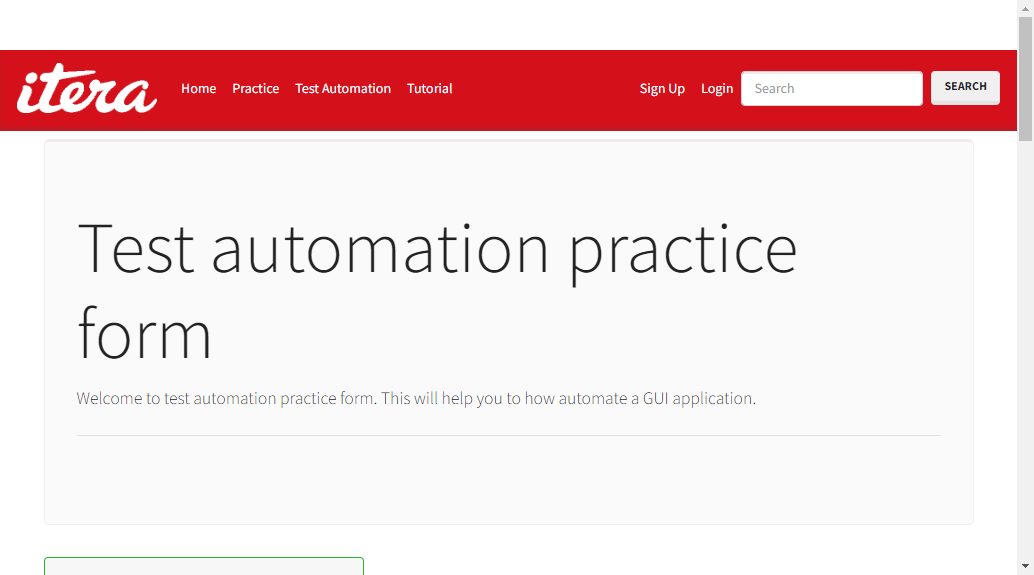 itera
Home Practice Test Automation Tutorial Sign Up Login Search SEARCH
Test automation practice
form
Welcome to test automation practice form. This will help you to how automate a GUI application.